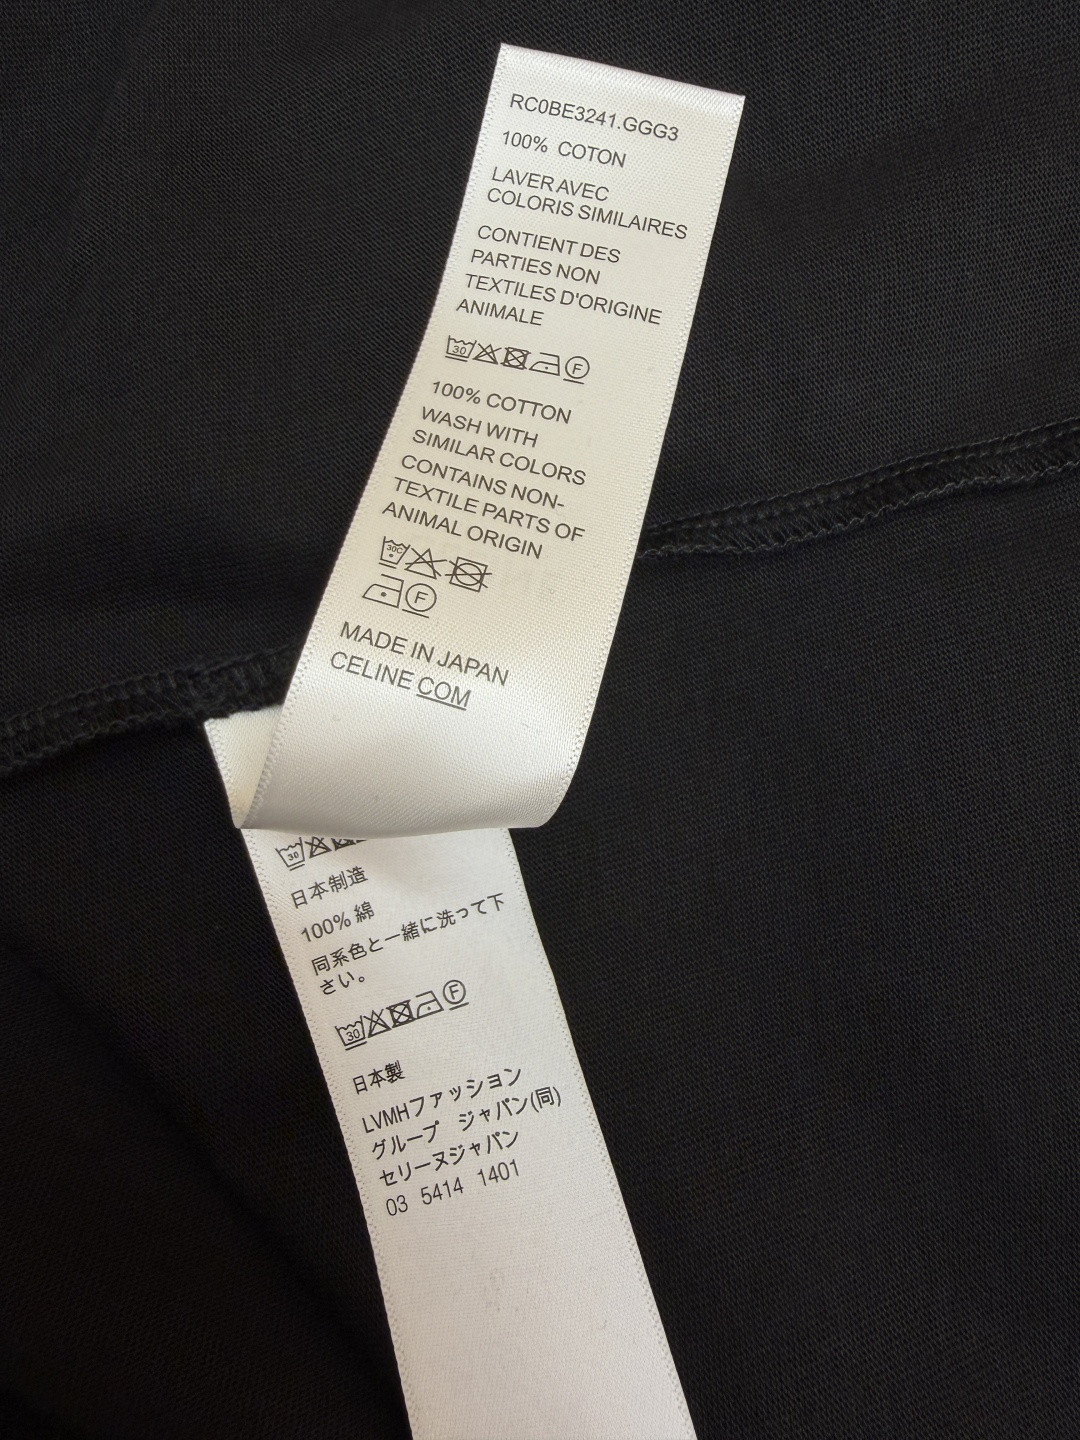 RC0BE3241.GGG3
100% COTON
LAVER AVEC
COLORIS SIMILAIRES
CONTIENT DES
PARTIES NON
TEXTILES D'ORIGINE
ANIMALE
30 F
100% COTTON
WASH WITH
SIMILAR COLORS
CONTAINS NON-
TEXTILE PARTS OF
ANIMAL ORIGIN
30C
F
MADE IN JAPAN
CELINE COM
30
日本制造
100% 綿
同系色と一緒に洗って下
さい。
30 F
日本製
LVMHファッション
グループ ジャパン(同)
セリーヌジャパン
03 5414 1401